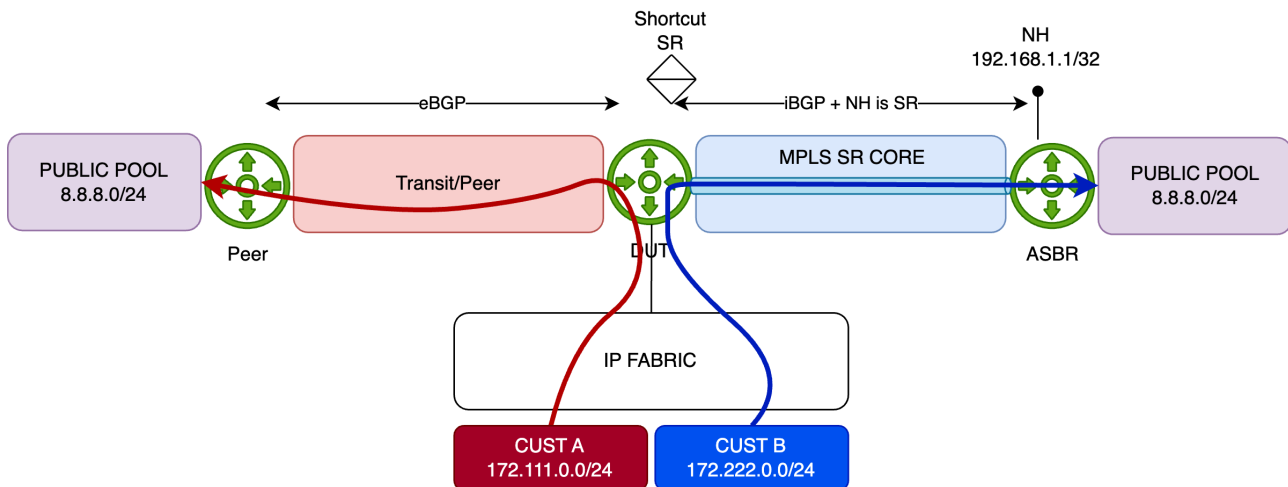 Shortcut
SR
NH
192.168.1.1/32
eBGP
iBGP + NH is SR
PUBLIC POOL
8.8.8.0/24
Transit/Peer
MPLS SR CORE
PUBLIC POOL
8.8.8.0/24
Peer
DUT
ASBR
IP FABRIC
CUST A
172.111.0.0/24
CUST B
172.222.0.0/24